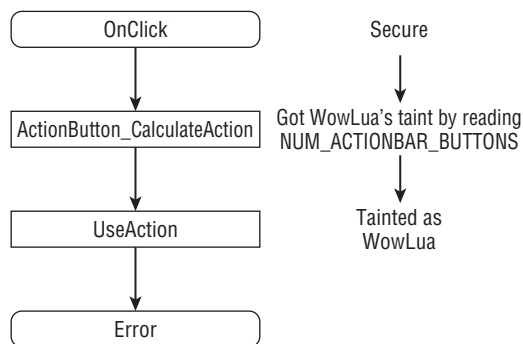 OnClick
Secure
ActionButton_CalculateAction
Got WowLua's taint by reading
NUM_ACTIONBAR_BUTTONS
UseAction
Tainted as
WowLua
Error